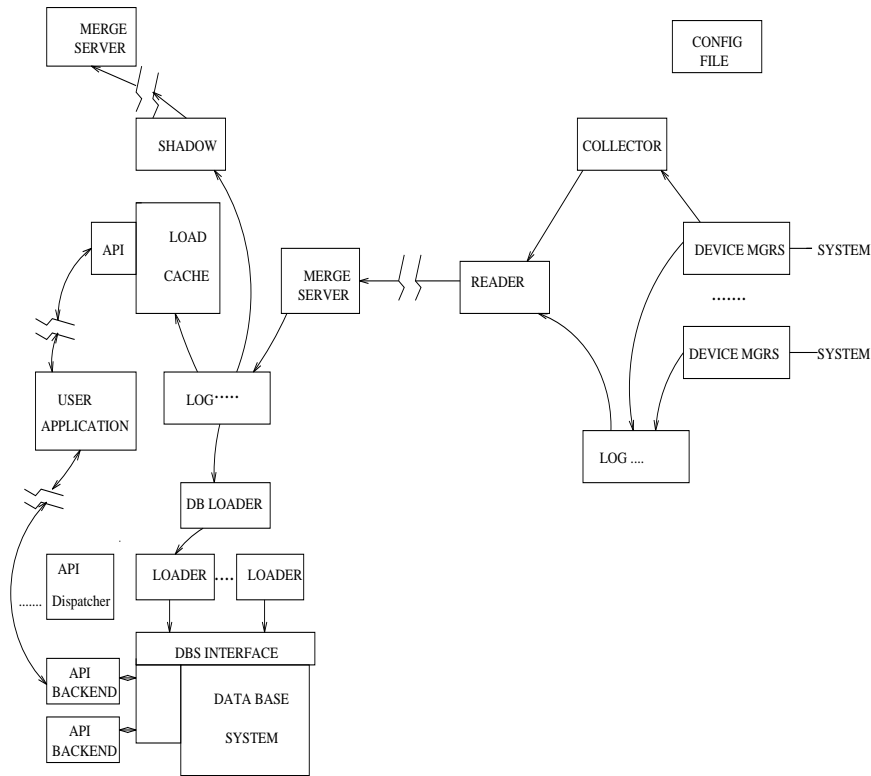 MERGE
SERVER
CONFIG
FILE
SHADOW
COLLECTOR
API
LOAD
CACHE
MERGE
SERVER
READER
DEVICE MGRS
SYSTEM
.......
DEVICE MGRS
SYSTEM
USER
APPLICATION
LOG.....
LOG ....
DB LOADER
API
Dispatcher
.......
LOADER
....
LOADER
DBS INTERFACE
API
BACKEND
DATA BASE
SYSTEM
API
BACKEND